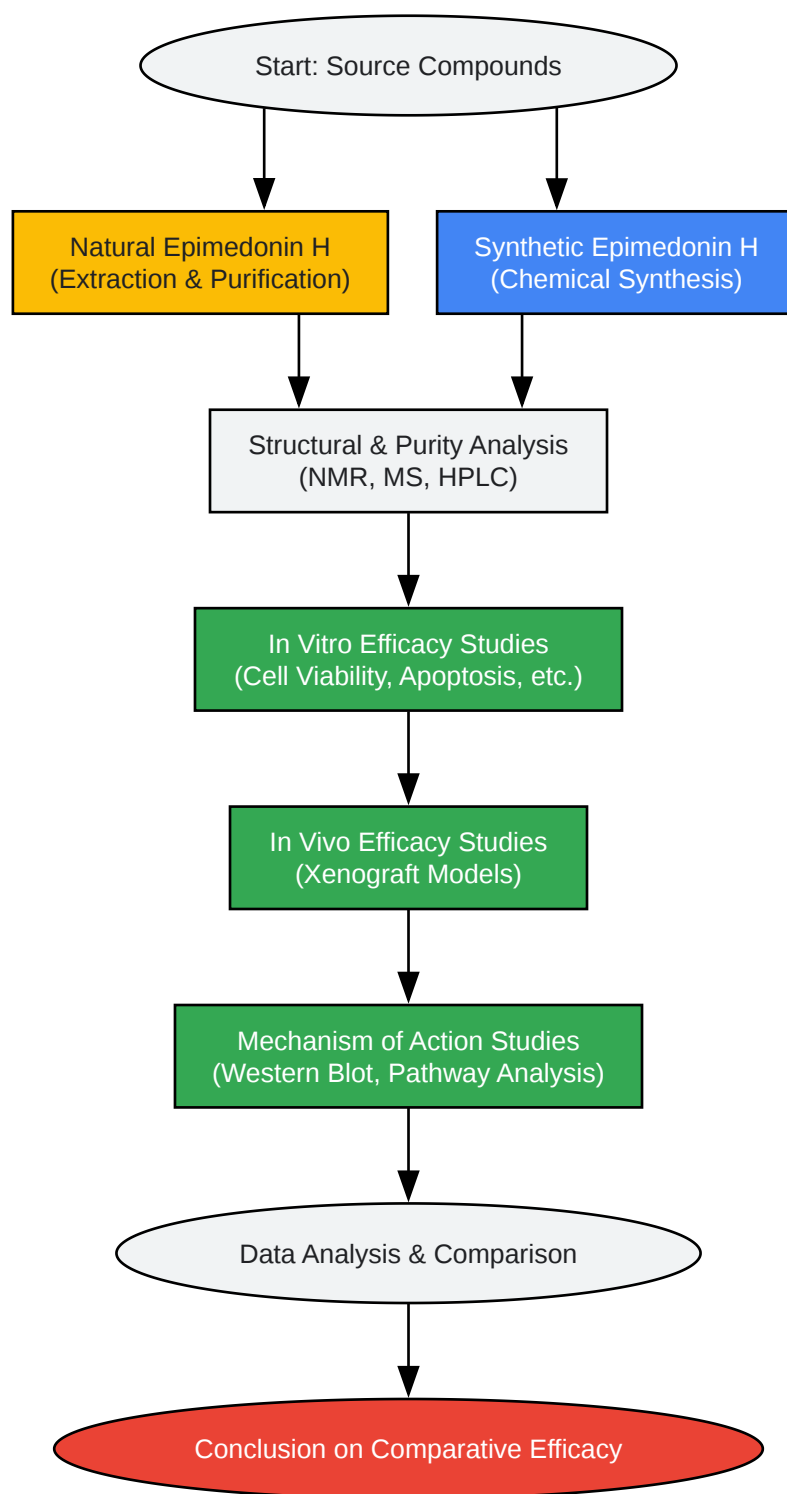 Start: Source Compounds
Natural Epimedonin H
(Extraction & Purification)
Synthetic Epimedonin H
(Chemical Synthesis)
Structural & Purity Analysis
(NMR, MS, HPLC)
In Vitro Efficacy Studies
(Cell Viability, Apoptosis, etc.)
In Vivo Efficacy Studies
(Xenograft Models)
Mechanism of Action Studies
(Western Blot, Pathway Analysis)
Data Analysis & Comparison
Conclusion on Comparative Efficacy